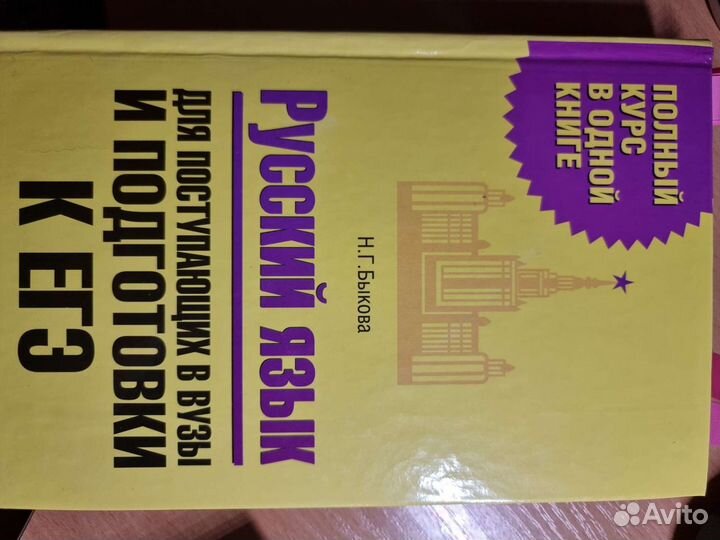 ПОЛНЫЙ
КУРС
В ОДНОЙ
КНИГЕ
Н.Г.Быкова
РУССКИЙ ЯЗЫК
ДЛЯ ПОСТУПАЮЩИХ В ВУЗЫ
И ПОДГОТОВКИ
К ЕГЭ
Avito